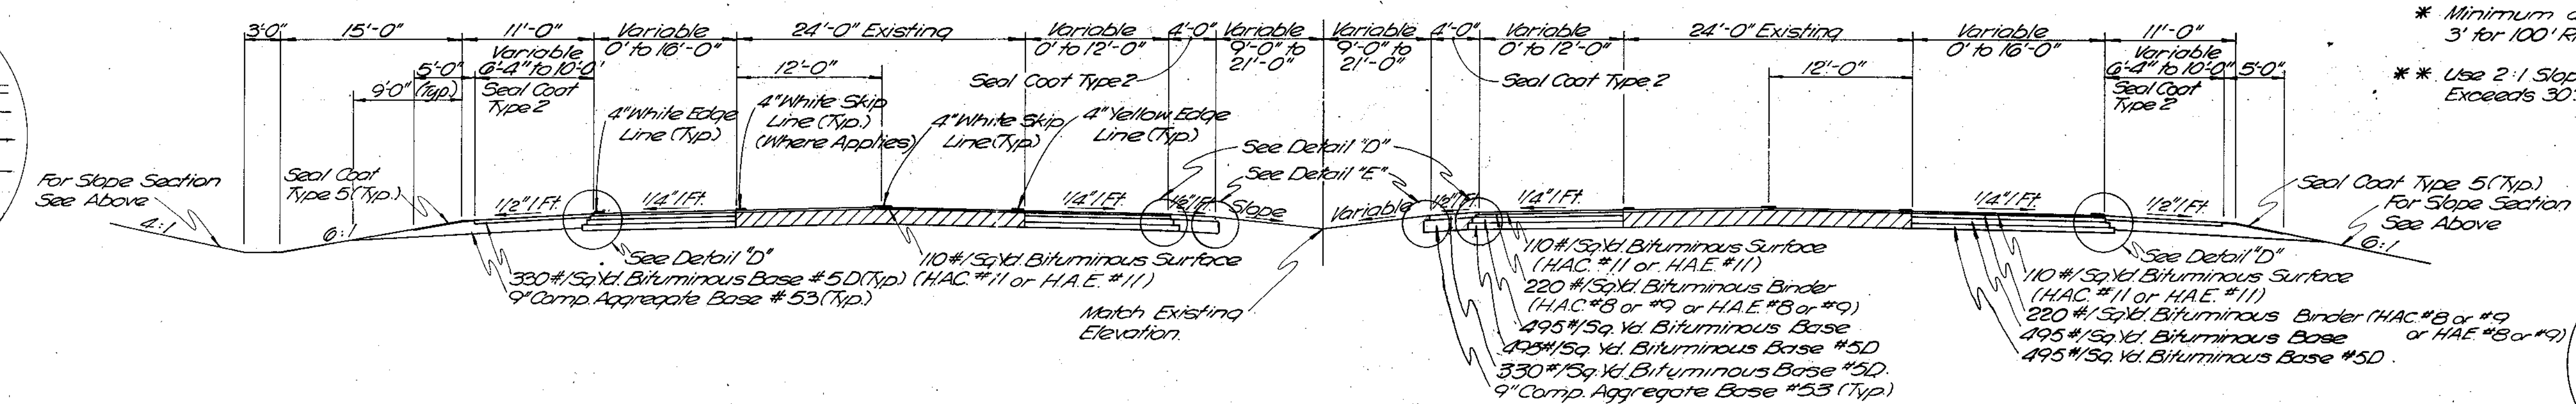 3'-0" 15'-0" 11'-0" Variable 24'-0" Existing Variable 4'-0" Variable Variable 4'-0" Variable 24'-0" Existing Variable 11'-0"
0' to 16'-0" 0' to 12'-0" 9'-0" to 9'-0" to 0' to 12'-0" 0' to 16'-0"
21'-0" 21'-0"
Variable
6'-4" to 10'-0"
Seal Coat
Type 2
5'-0"
(Typ.)
9'-0"
12'-0"
Seal Coat Type 2
Seal Coat Type 2
12'-0"
Variable
6'-4" to 10'-0"
Seal Coat
Type 2
5'-0"
* Minimum
3' for 100'
** Use 2:1
Exceeds 30'
4" White Edge
Line (Typ.)
4" White Skip
Line (Typ.)
(Where Applies)
4" White Skip
Line (Typ.)
4" Yellow Edge
Line (Typ.)
See Detail "D"
See Detail "E"
For Slope Section
See Above
Seal Coat
Type 5 (Typ.)
4:1
6:1
1/2"/Ft.
1/4"/Ft.
1/4"/Ft.
1/2"/Ft.
Slope
Variable
1/2"/Ft.
1/4"/Ft.
1/4"/Ft.
1/2"/Ft.
Seal Coat Type 5 (Typ.)
For Slope Section
See Above
6:1
See Detail "D"
330#/Sq.Yd. Bituminous Base #5D (Typ.)
9" Comp. Aggregate Base #53 (Typ.)
110#/Sq.Yd. Bituminous Surface
(H.A.C. #11 or H.A.E. #11)
Match Existing
Elevation.
110#/Sq.Yd. Bituminous Surface
(H.A.C. #11 or H.A.E. #11)
220#/Sq.Yd. Bituminous Binder
(H.A.C. #8 or #9 or H.A.E. #8 or #9)
495#/Sq. Yd. Bituminous Base
495#/Sq. Yd. Bituminous Base #5D
330#/Sq.Yd. Bituminous Base #5D.
9" Comp. Aggregate Base #53 (Typ.)
See Detail "D"
110#/Sq.Yd. Bituminous Surface
(H.A.C. #11 or H.A.E. #11)
220#/Sq.Yd. Bituminous Binder (H.A.C. #8 or #9
or H.A.E. #8 or #9)
495#/Sq. Yd. Bituminous Base
495#/Sq. Yd. Bituminous Base #5D.